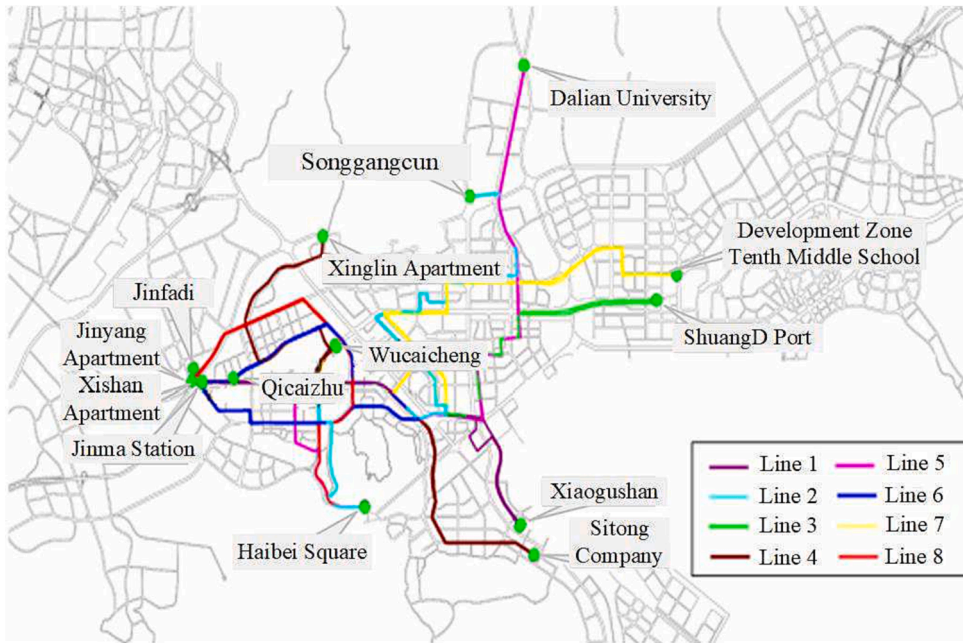 Dalian University
Songgangcun
Development Zone
Tenth Middle School
Xinglin Apartment
Jinfadi
ShuangD Port
Jinyang
Apartment
Wucaicheng
Xishan
Apartment
Qicaizhu
Jinma Station
Line 1
Line 5
Line 2
Line 6
Line 3
Line 7
Line 4
Line 8
Xiaogushan
Haibei Square
Sitong
Company